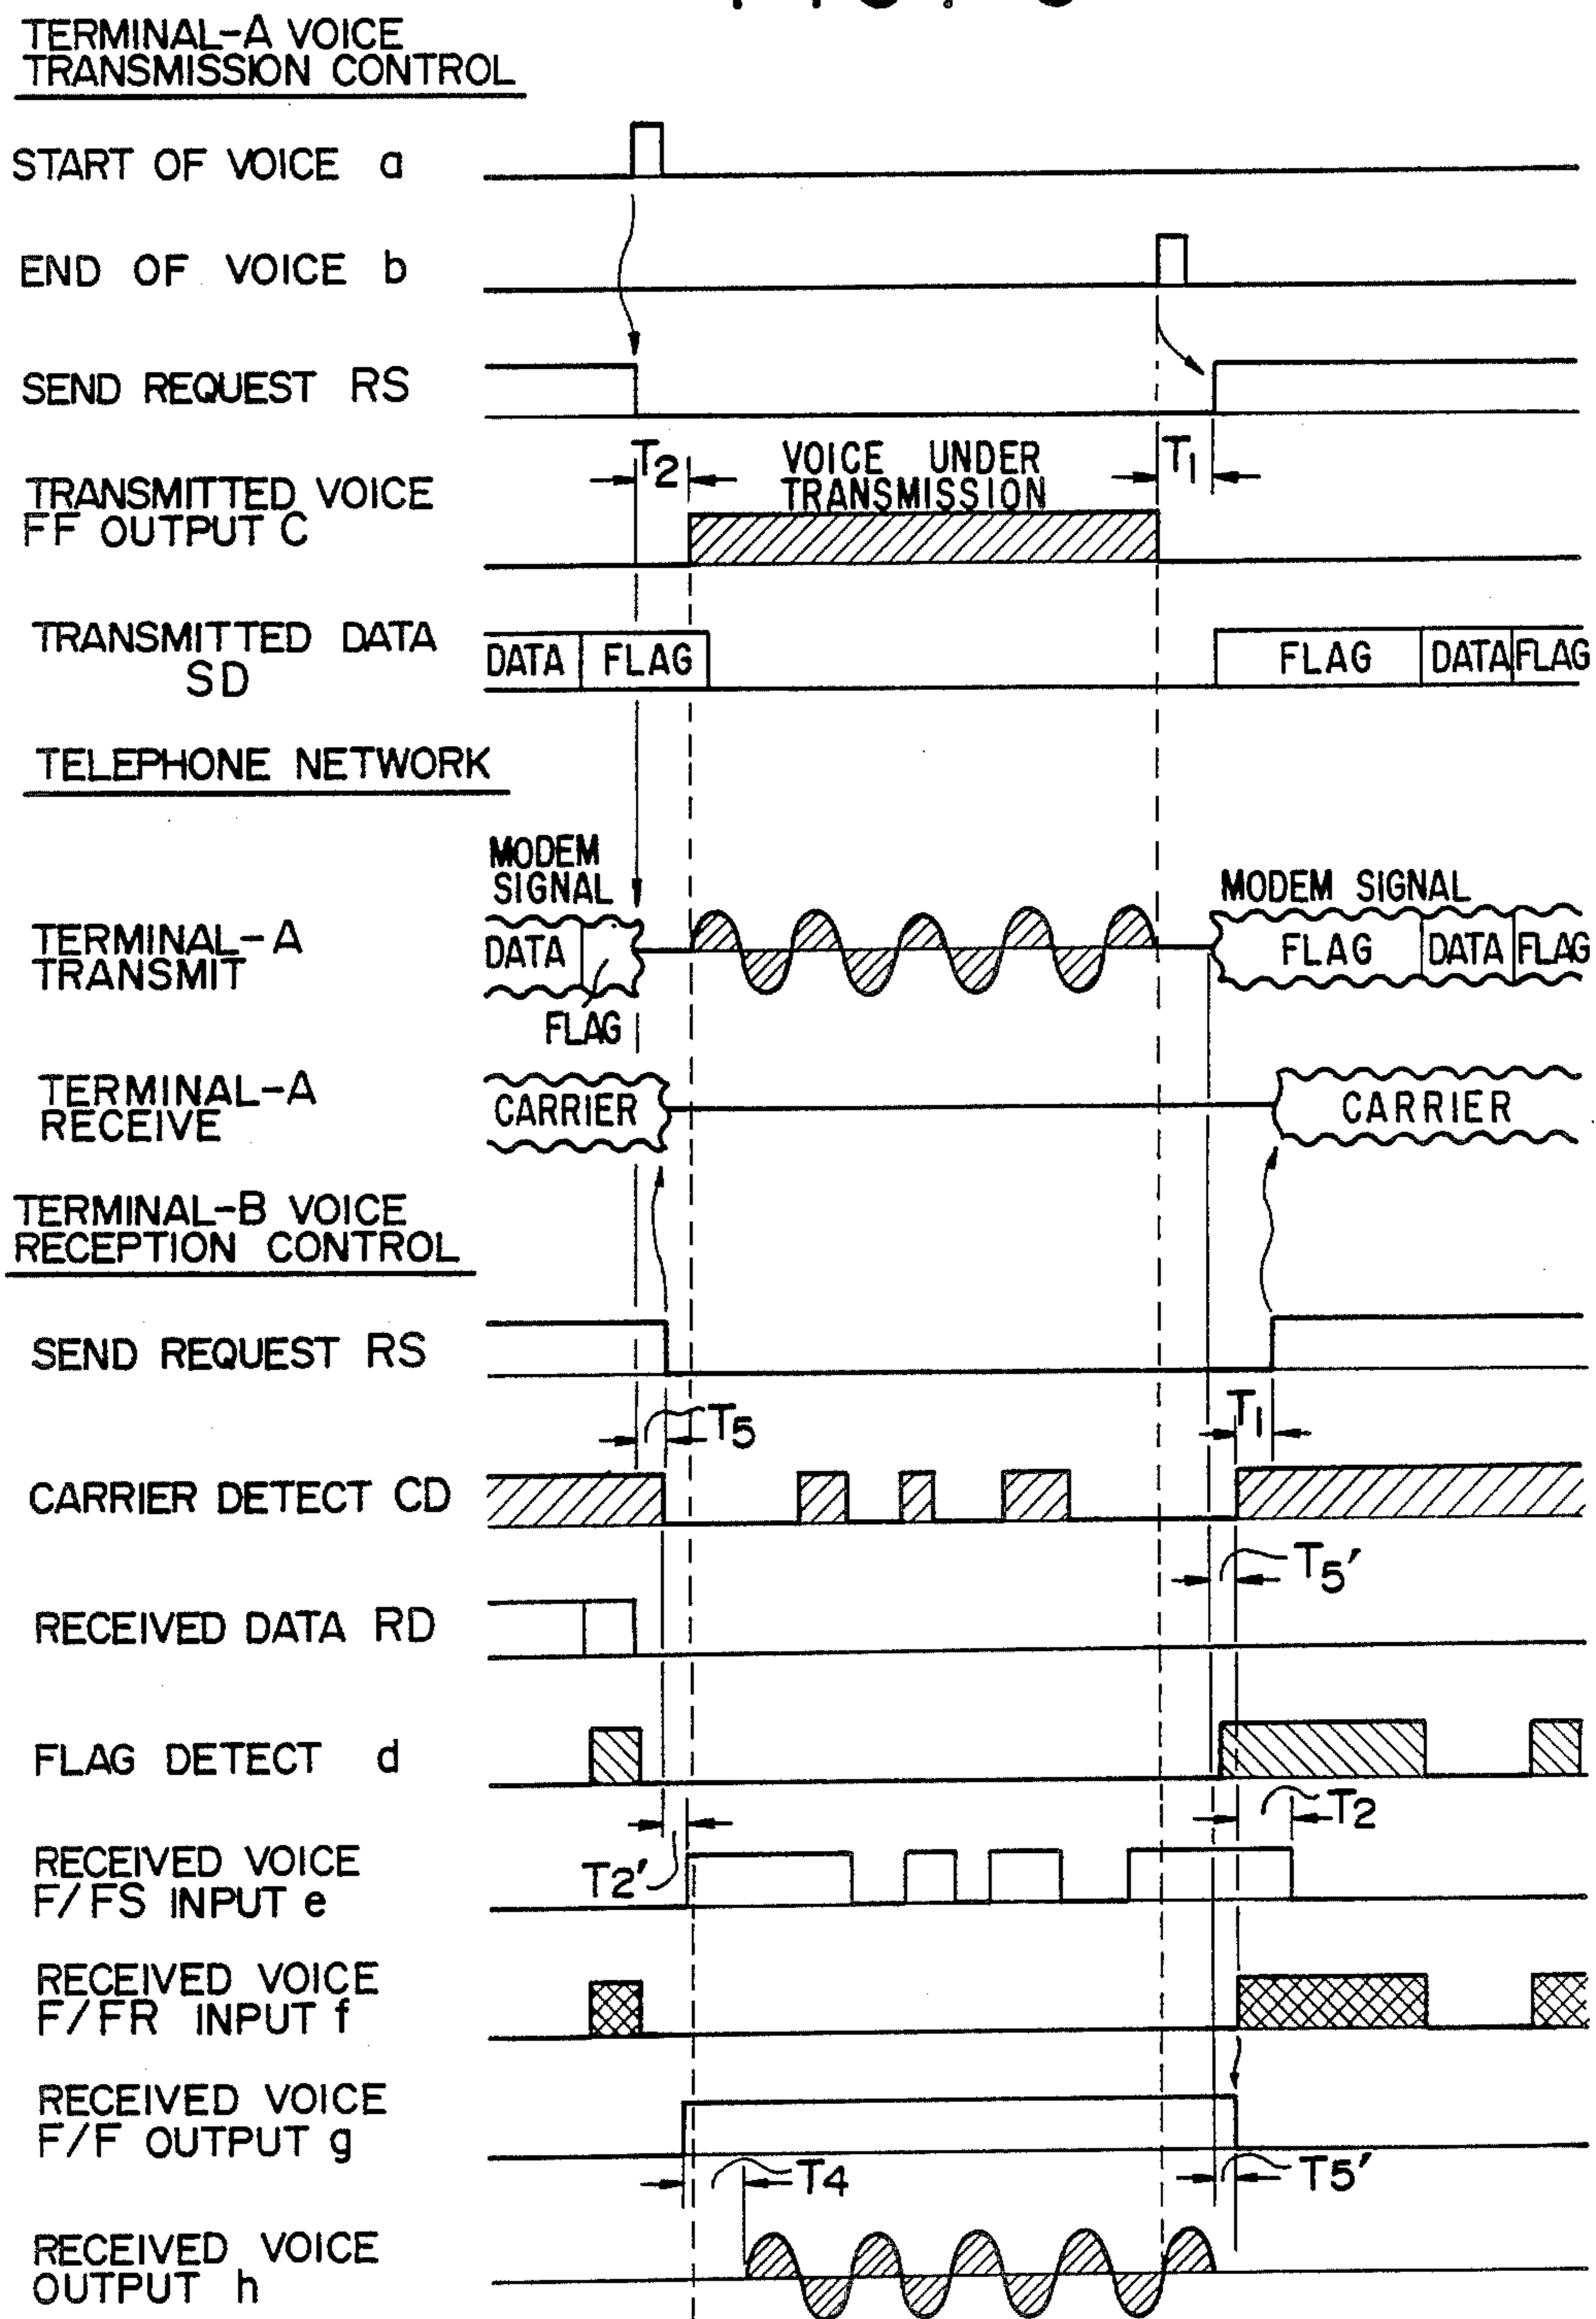 TERMINAL-A VOICE
TRANSMISSION CONTROL
START OF VOICE a
END OF VOICE b
SEND REQUEST RS
T2
VOICE UNDER
TRANSMISSION
T1
TRANSMITTED VOICE
FF OUTPUT C
TRANSMITTED DATA
SD
DATA FLAG FLAG DATA FLAG
TELEPHONE NETWORK
MODEM
SIGNAL
MODEM SIGNAL
TERMINAL-A
TRANSMIT
DATA FLAG DATA FLAG
FLAG
TERMINAL-A
RECEIVE
CARRIER CARRIER
TERMINAL-B VOICE
RECEPTION CONTROL
SEND REQUEST RS
T5 T1
CARRIER DETECT CD
T5'
RECEIVED DATA RD
FLAG DETECT d
T2
RECEIVED VOICE
F/FS INPUT e
T2'
RECEIVED VOICE
F/FR INPUT f
RECEIVED VOICE
F/F OUTPUT g
T4 T5'
RECEIVED VOICE
OUTPUT h